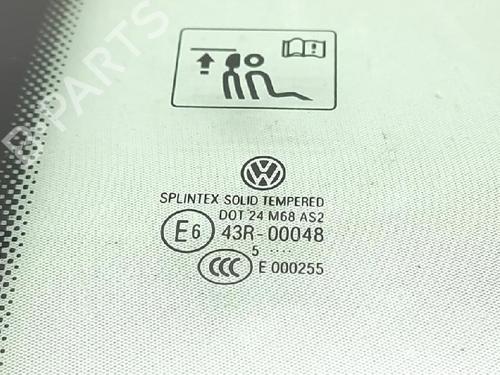 B-PARTS
SPLINTEX SOLID TEMPERED
DOT 24 M68 AS2
E6 43R-00048
5 ....
CCC E 000255